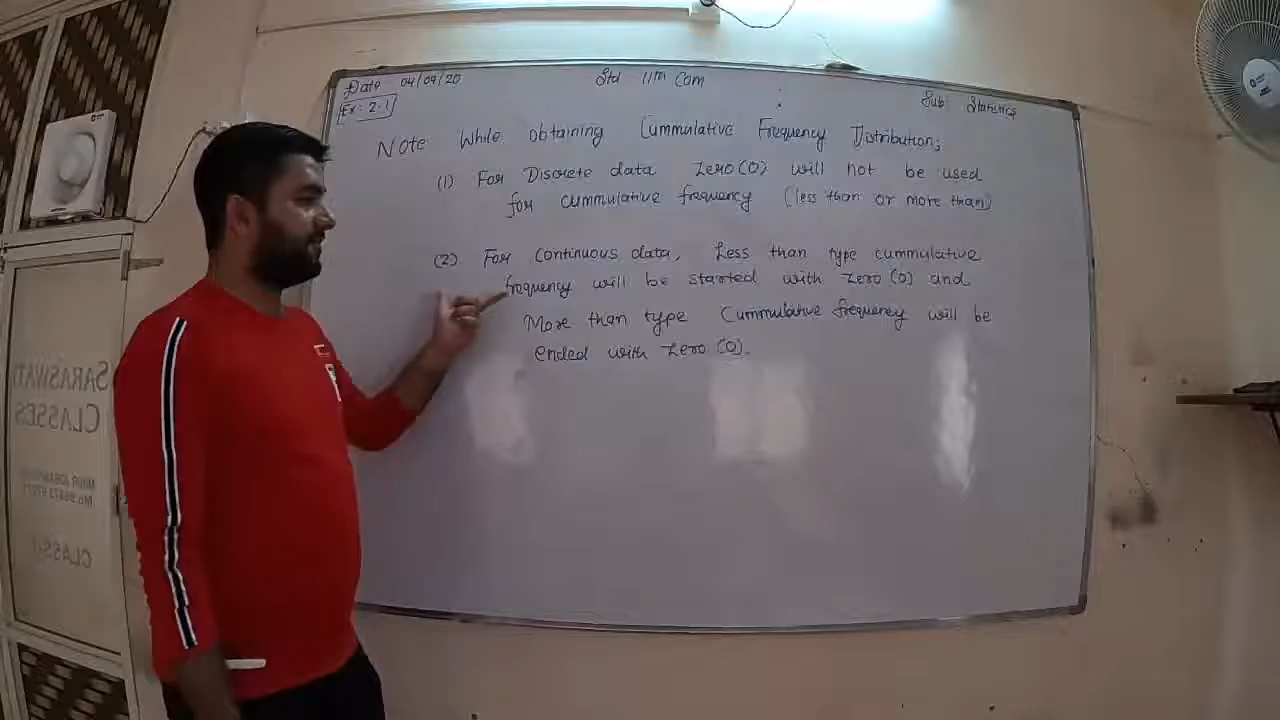 Date 04/09/20
Std 11th Com
Sub Statistics
Ex: 2.1
Note While obtaining Cummulative Frequency Distribution;
(1) For Discrete data Zero(0) will not be used
for cummulative frequency (less than or more than)
(2) For Continuous data, Less than type cummulative
frequency will be started with Zero(0) and
More than type Cummulative frequency will be
ended with Zero (0).
SARASWATI
CLASSES
CLASS-1